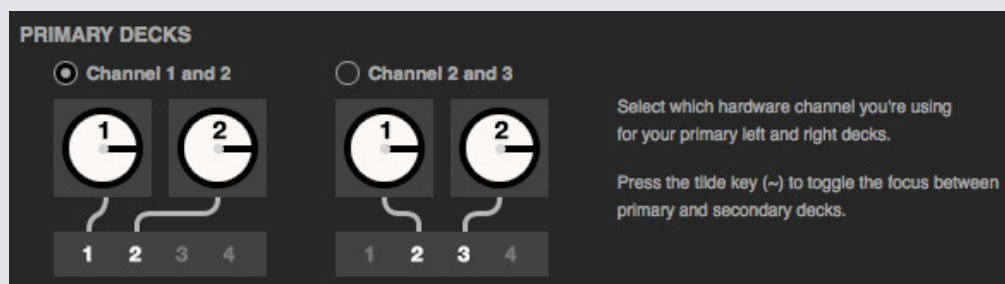 PRIMARY DECKS
Channel 1 and 2
Channel 2 and 3
1 2
1 2
Select which hardware channel you're using
for your primary left and right decks.
Press the tilde key (~) to toggle the focus between
primary and secondary decks.
1 2 3 4
1 2 3 4